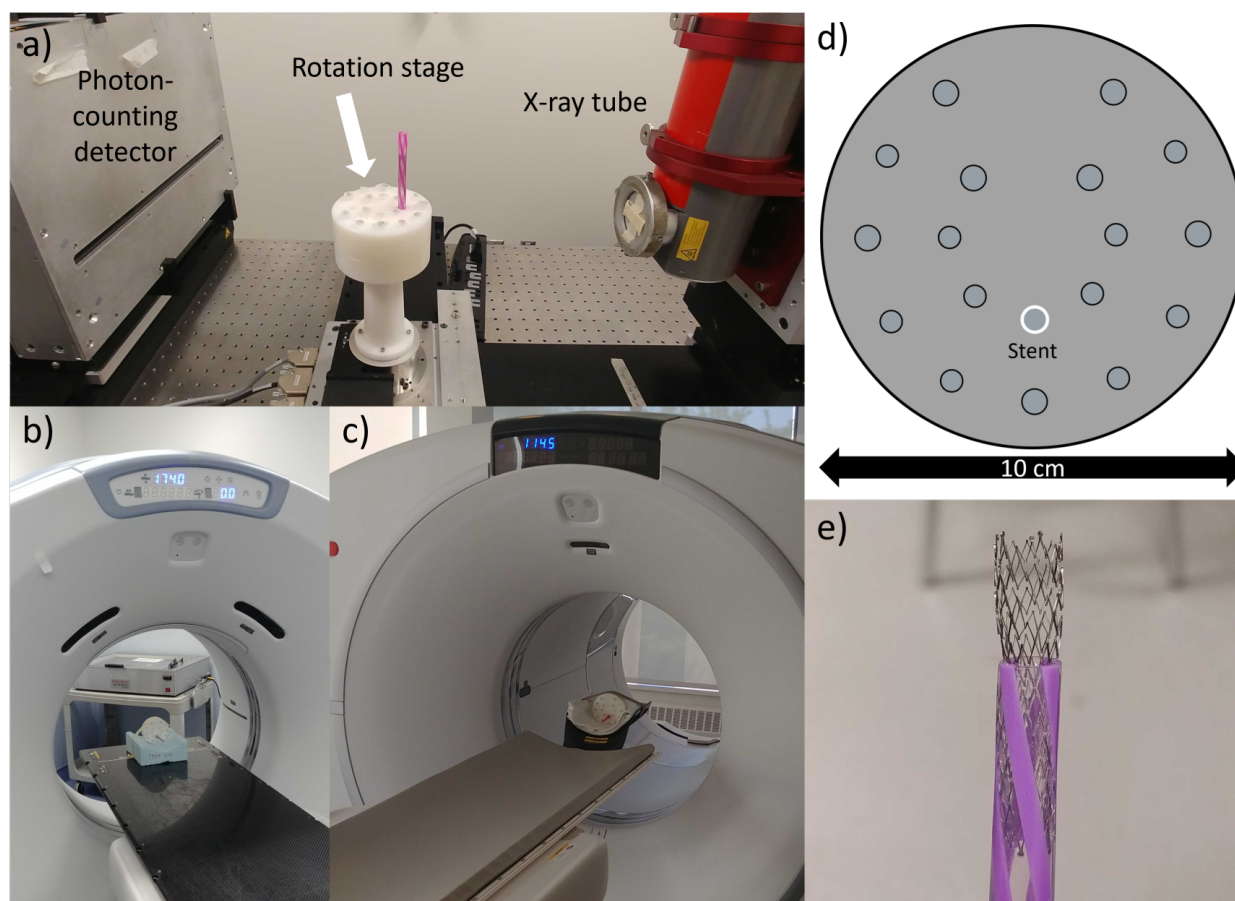 a)
Photon-
counting
detector
Rotation stage
X-ray tube
b)
1740
00
c)
1145
d)
Stent
10 cm
e)